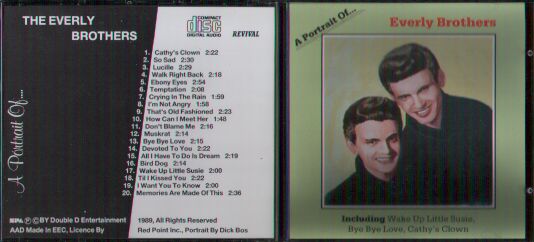 THE EVERLY
BROTHERS
COMPACT
disc
DIGITAL AUDIO
REVIVAL
1. Cathy's Clown 2:22
2. So Sad 2:30
3. Lucille 2:29
4. Walk Right Back 2:18
5. Ebony Eyes 2:54
6. Temptation 2:08
7. Crying In The Rain 1:59
8. I'm Not Angry 1:58
9. That's Old Fashioned 2:23
10. How Can I Meet Her 1:48
11. Don't Blame Me 2:16
12. Muskrat 2:14
13. Bye Bye Love 2:15
14. Devoted To You 2:22
15. All I Have To Do Is Dream 2:19
16. Bird Dog 2:14
17. Wake Up Little Susie 2:00
18. Til I Kissed You 2:22
19. I Want You To Know 2:00
20. Memories Are Made Of This 2:36
A Portrait Of....
℗ © BY Double D Entertainment
AAD Made In EEC, Licence By
1989, All Rights Reserved
Red Point Inc., Portrait By Dick Bos
A Portrait Of....
Everly Brothers
Including Wake Up Little Susie,
Bye Bye Love, Cathy's Clown